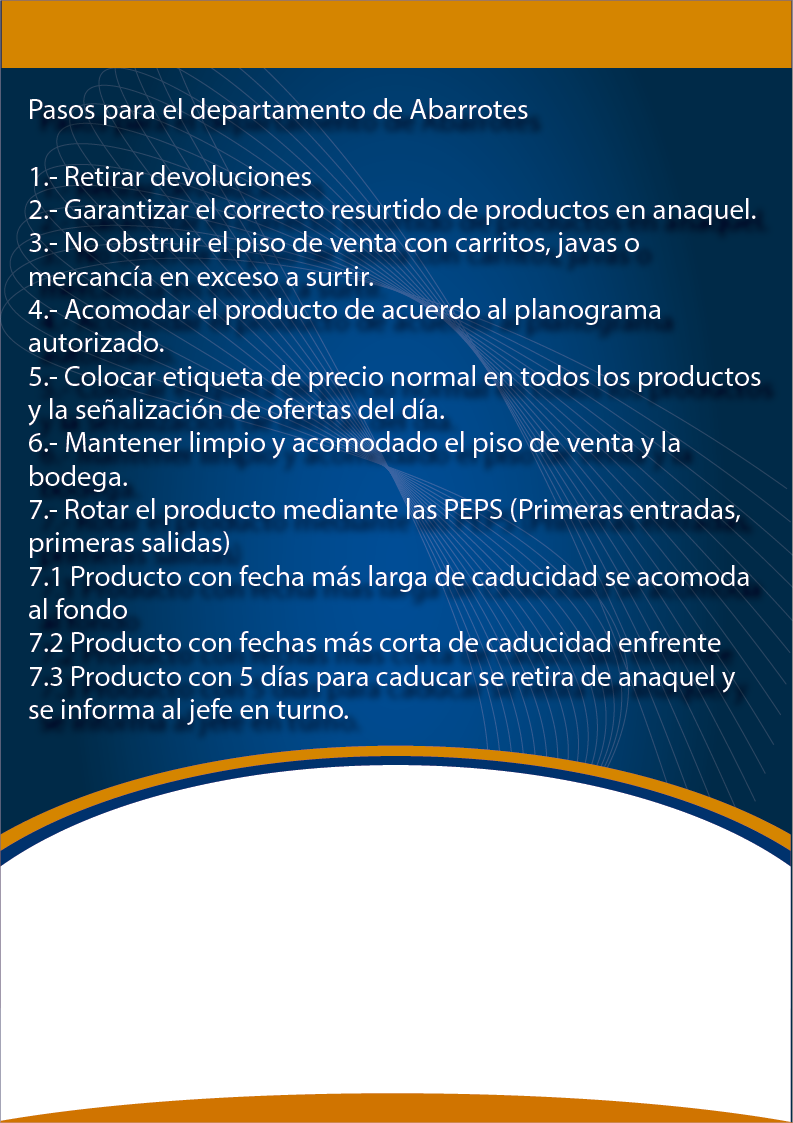 Pasos para el departamento de Abarrotes
1.- Retirar devoluciones
2.- Garantizar el correcto resurtido de productos en anaquel.
3.- No obstruir el piso de venta con carritos, javas o
mercancía en exceso a surtir.
4.- Acomodar el producto de acuerdo al planograma
autorizado.
5.- Colocar etiqueta de precio normal en todos los productos
y la señalización de ofertas del día.
6.- Mantener limpio y acomodado el piso de venta y la
bodega.
7.- Rotar el producto mediante las PEPS (Primeras entradas,
primeras salidas)
7.1 Producto con fecha más larga de caducidad se acomoda
al fondo
7.2 Producto con fechas más corta de caducidad enfrente
7.3 Producto con 5 días para caducar se retira de anaquel y
se informa al jefe en turno.